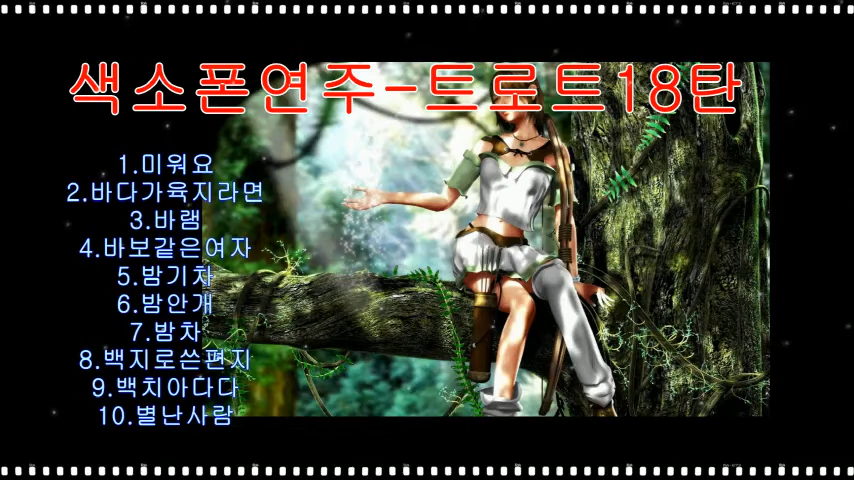 색소폰연주-트로트18탄
1.미워요
2.바다가육지라면
3.바램
4.바보같은여자
5.밤기차
6.밤안개
7.밤차
8.백지로쓴편지
9.백치아다다
10.별난사람